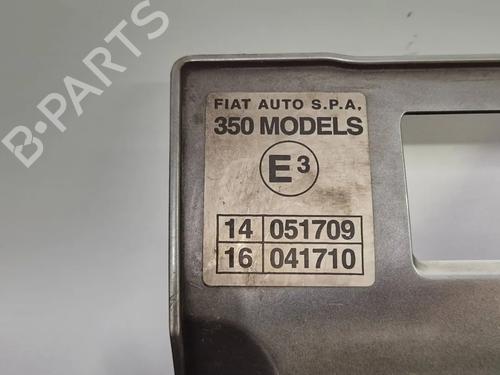 B-PARTS
FIAT AUTO S.P.A.
350 MODELS
E3
14 051709
16 041710